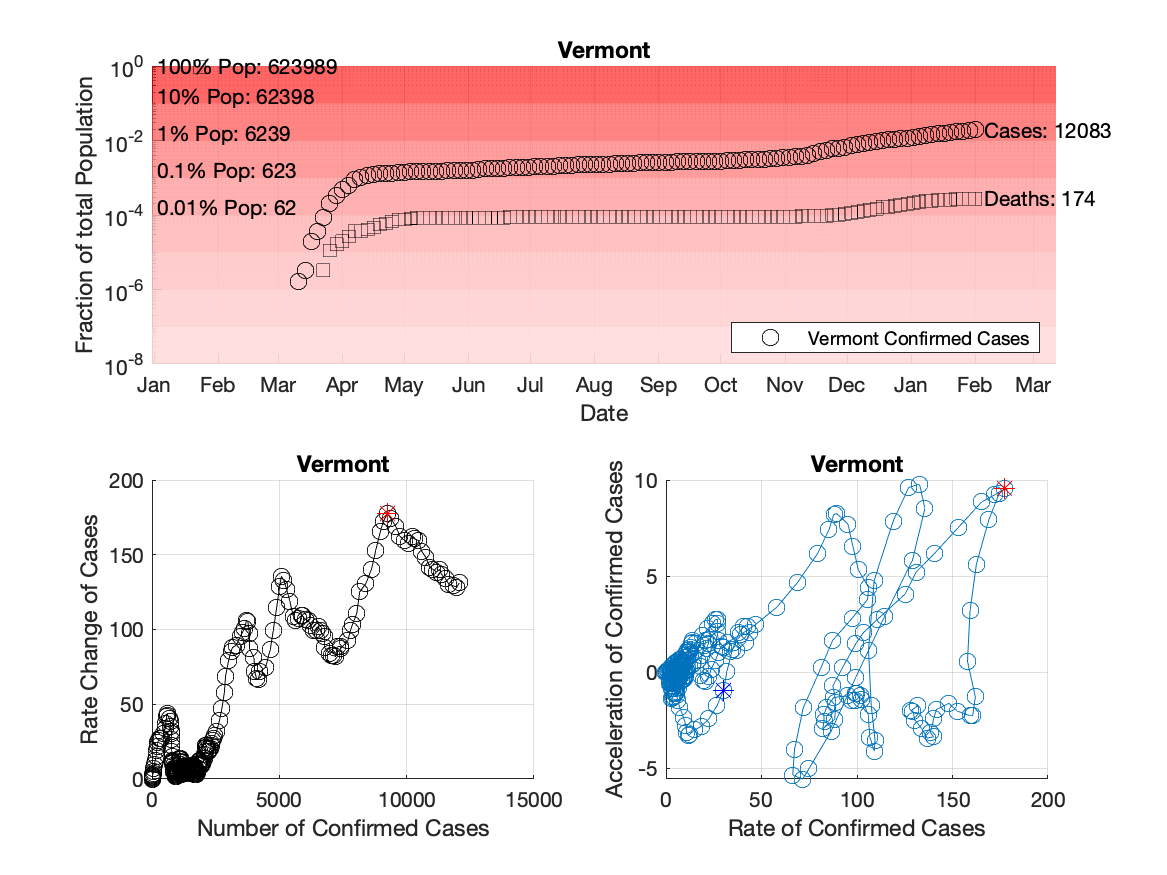 Vermont
10^0
10^-2
10^-4
10^-6
10^-8
Fraction of total Population
100% Pop: 623989
10% Pop: 62398
1% Pop: 6239
0.1% Pop: 623
0.01% Pop: 62
Cases: 12083
Deaths: 174
Vermont Confirmed Cases
Jan Feb Mar Apr May Jun Jul Aug Sep Oct Nov Dec Jan Feb Mar
Date
Vermont
200
150
100
50
0
Rate Change of Cases
0 5000 10000 15000
Number of Confirmed Cases
Vermont
10
5
0
-5
Acceleration of Confirmed Cases
0 50 100 150 200
Rate of Confirmed Cases